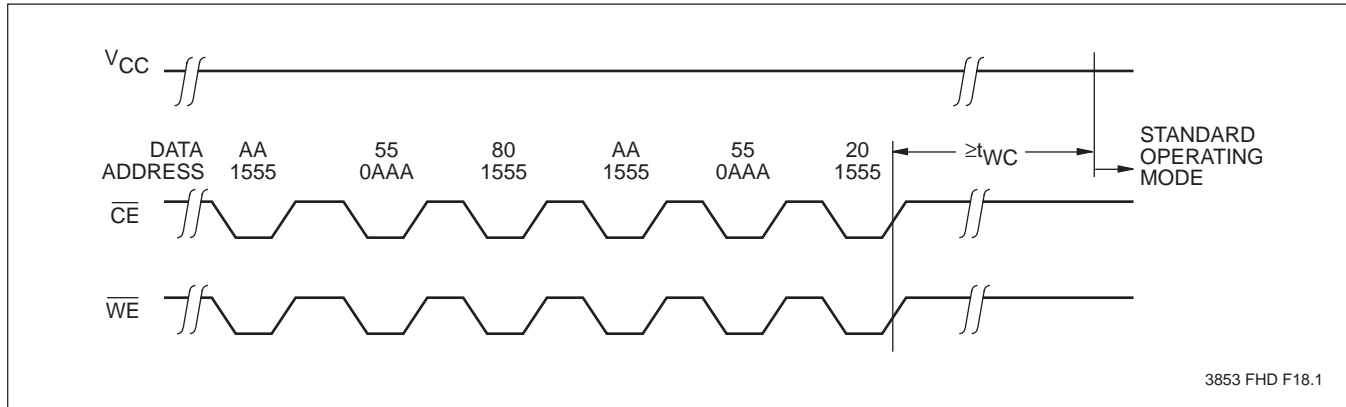 VCC
DATA AA 55 80 AA 55 20
ADDRESS 1555 0AAA 1555 1555 0AAA 1555
≥tWC
STANDARD
OPERATING
MODE
CE
WE
3853 FHD F18.1